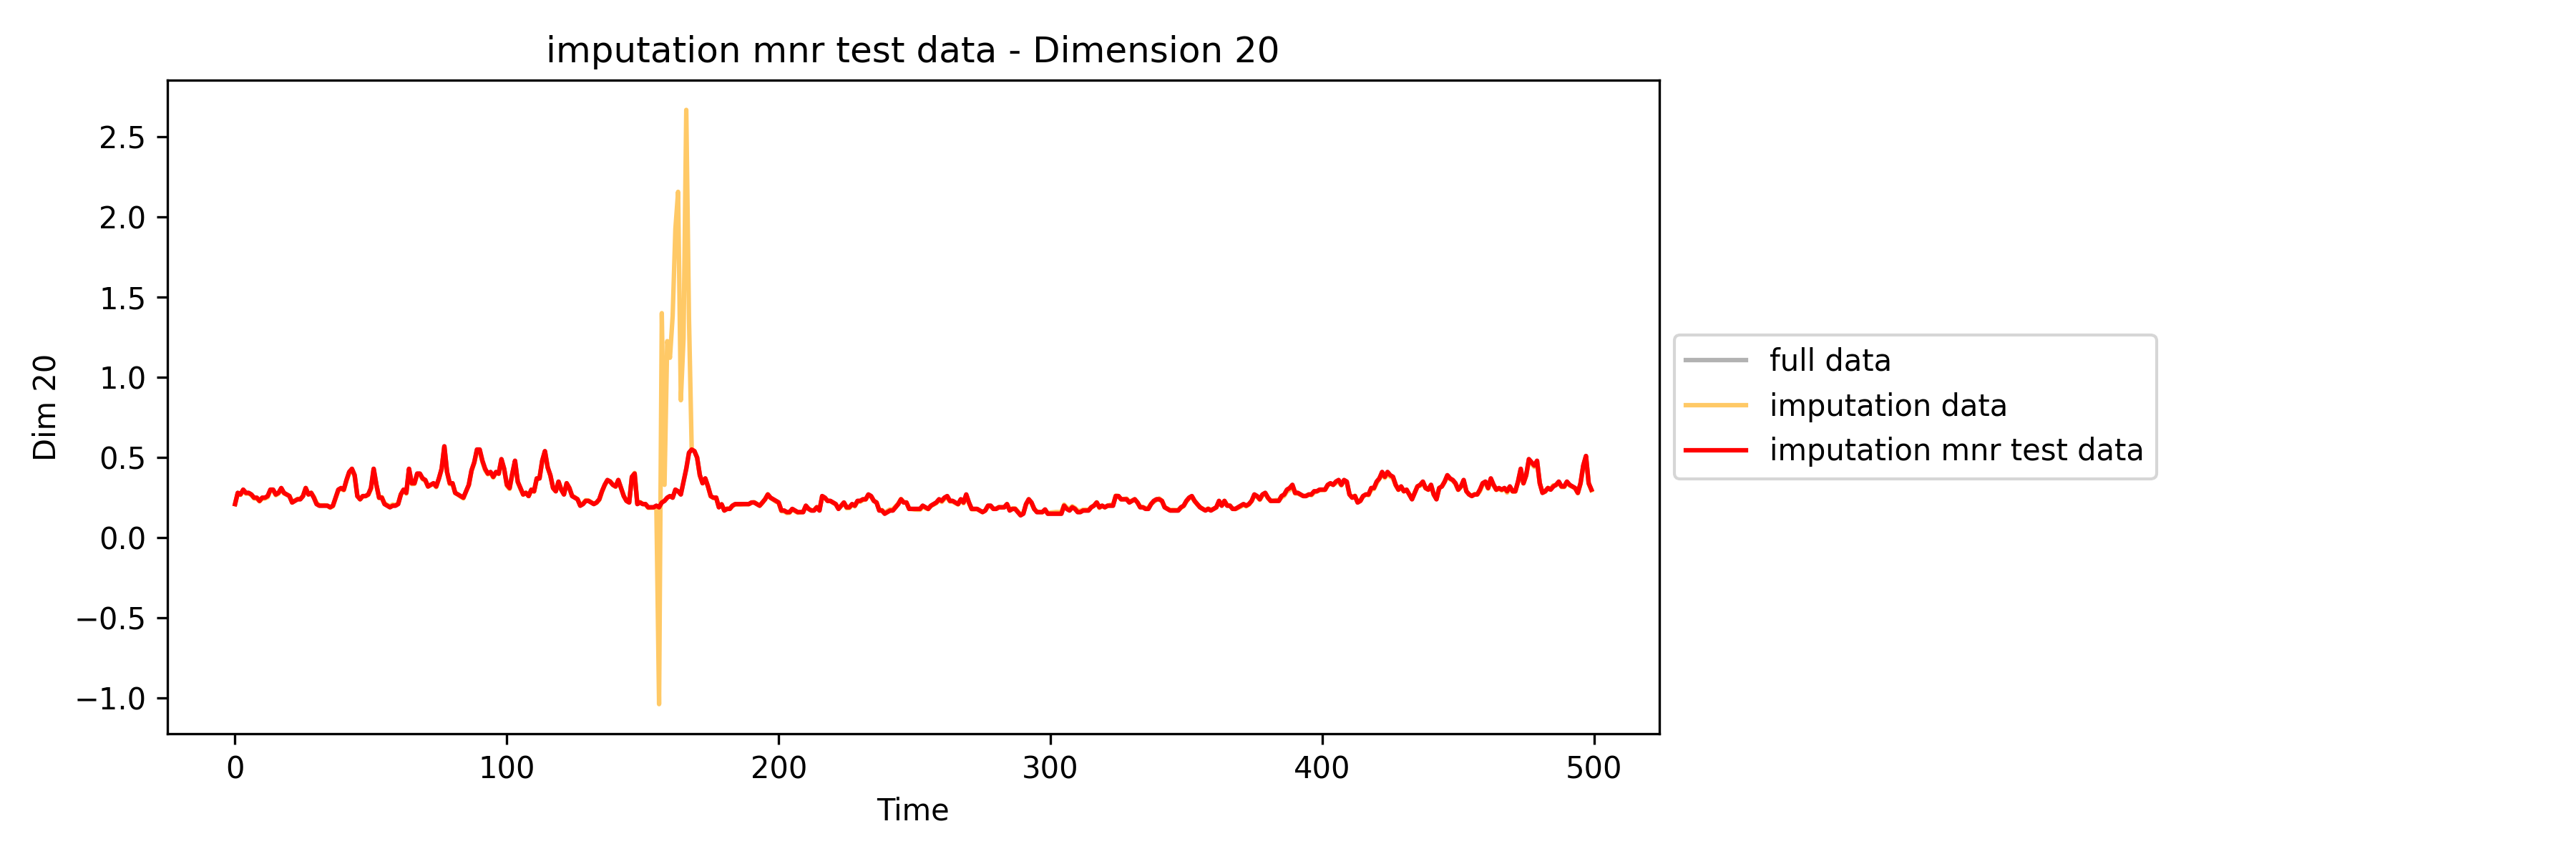 imputation mnr test data - Dimension 20
2.5
2.0
1.5
1.0
0.5
0.0
−0.5
−1.0
Dim 20
0 100 200 300 400 500
Time
full data
imputation data
imputation mnr test data